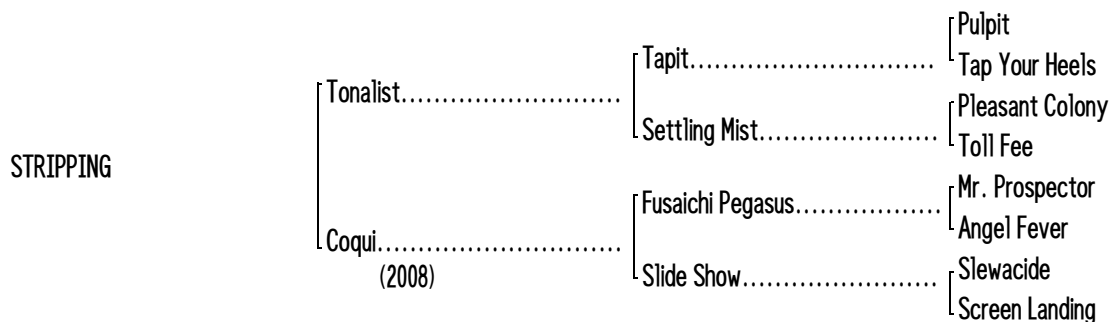 Pulpit
Tapit..............................
Tap Your Heels
Tonalist...........................
Pleasant Colony
Settling Mist......................
Toll Fee
STRIPPING
Mr. Prospector
Fusaichi Pegasus..................
Angel Fever
Coqui..............................
(2008)
Slewacide
Slide Show........................
Screen Landing